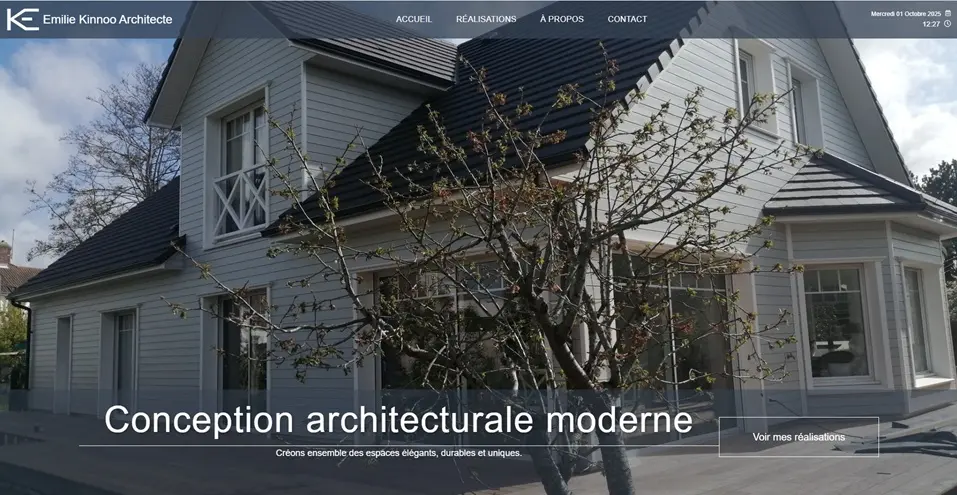 KE Emilie Kinnoo Architecte
ACCUEIL RÉALISATIONS À PROPOS CONTACT
Mercredi 01 Octobre 2025
12:27
Conception architecturale moderne
Créons ensemble des espaces élégants, durables et uniques.
Voir mes réalisations